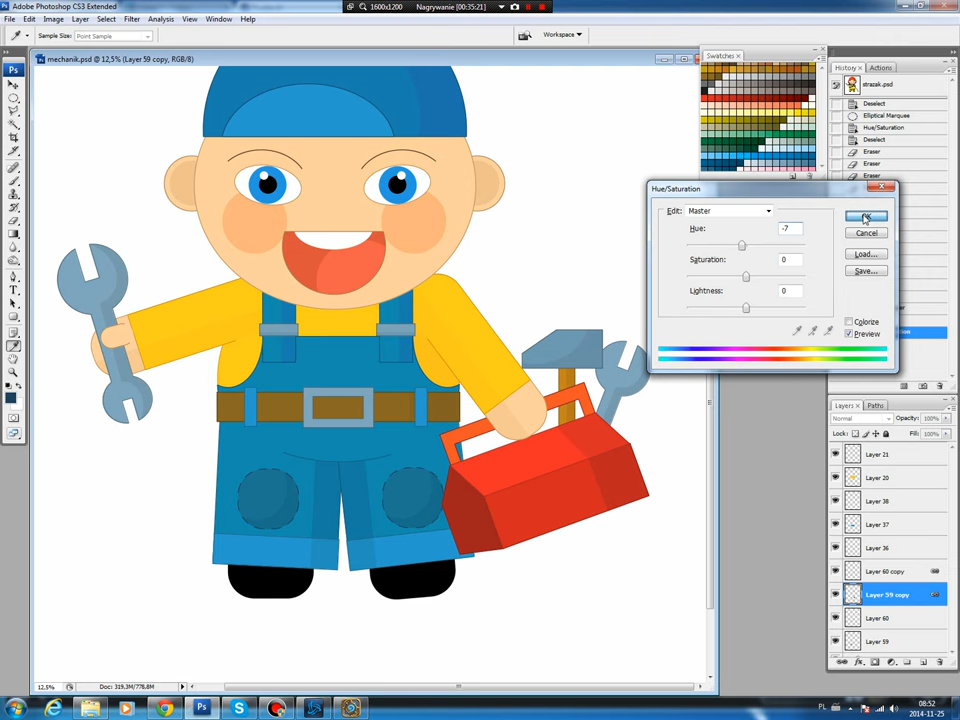 Adobe Photoshop CS3 Extended
1600x1200 Nagrywanie [00:35:21]
File Edit Image Layer Select Filter Analysis View Window Help
Sample Size: Point Sample
Workspace
mechanik.psd @ 12,5% (Layer 59 copy, RGB/8)
Swatches
History Actions
strazak.psd
Deselect
Elliptical Marquee
Hue/Saturation
Deselect
Eraser
Eraser
Eraser
Hue/Saturation
Edit: Master
OK
Hue: -7
Cancel
Saturation: 0
Load...
Save...
Lightness: 0
Colorize
Preview
Layers Paths
Normal Opacity: 100%
Lock: Fill: 100%
Layer 21
Layer 20
Layer 38
Layer 37
Layer 36
Layer 60 copy
Layer 59 copy
Layer 60
Layer 59
12,5% Doc: 319,3M/778,8M
PL 08:52
2014-11-25